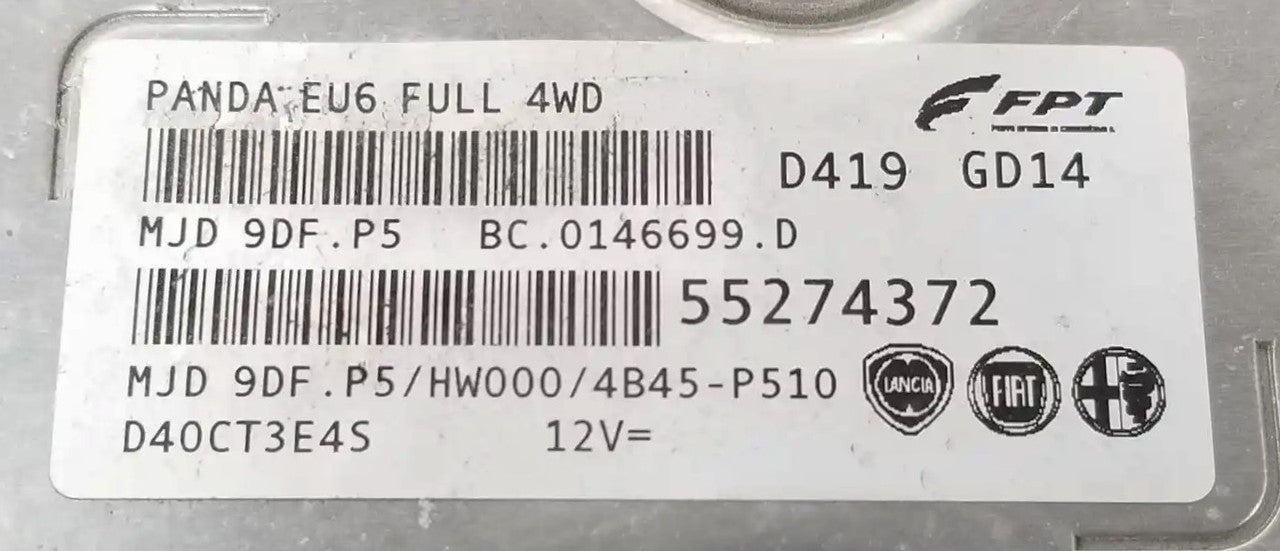 PANDA EU6 FULL 4WD
FPT
D419 GD14
MJD 9DF.P5 BC.0146699.D
55274372
MJD 9DF.P5/HW000/4B45-P510
LANCIA
FIAT
D40CT3E4S 12V=